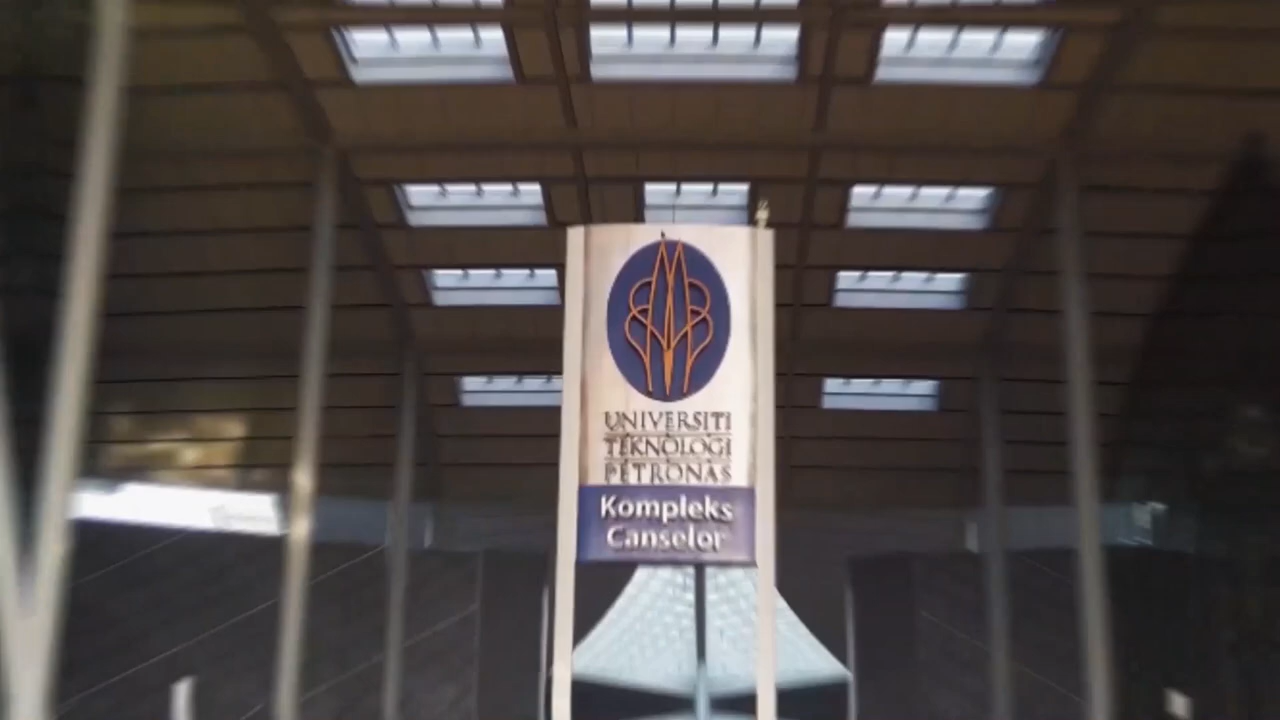 UNIVERSITI
TEKNOLOGI
PETRONAS
Kompleks
Canselor